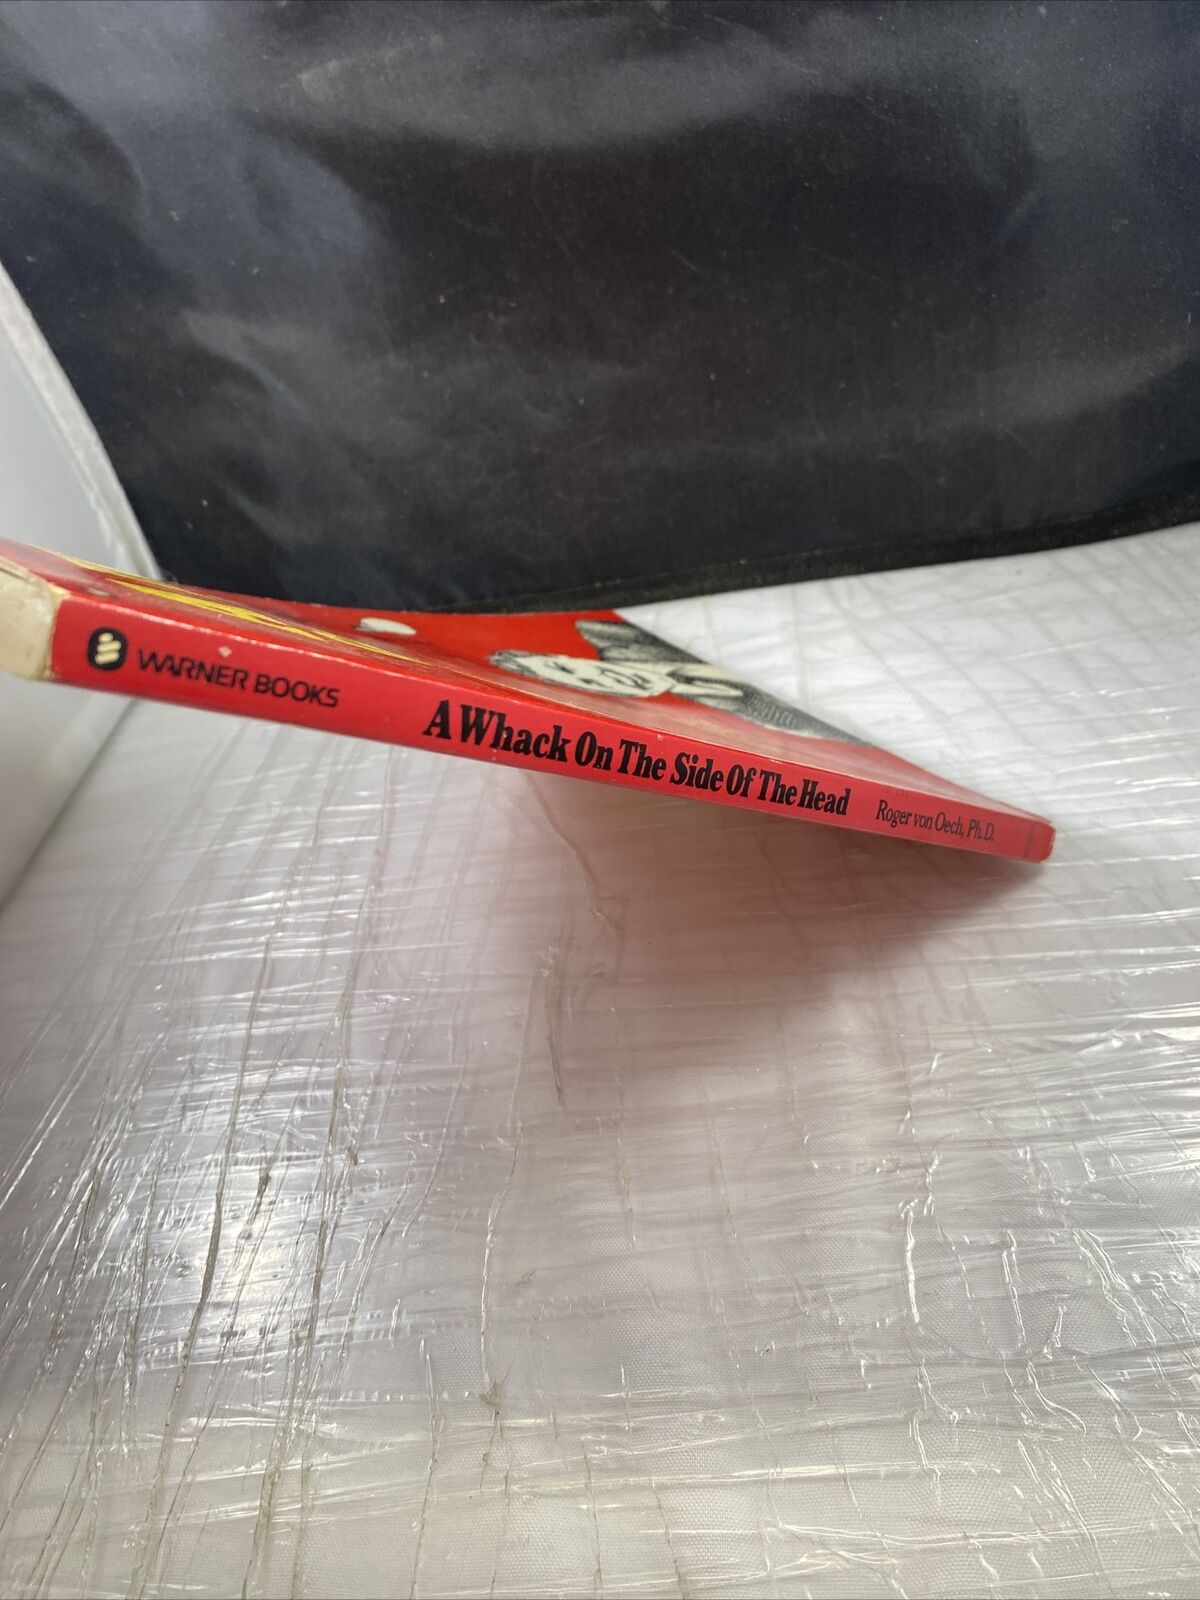 WARNER BOOKS
A Whack On The Side Of The Head
Roger von Oech, Ph.D.